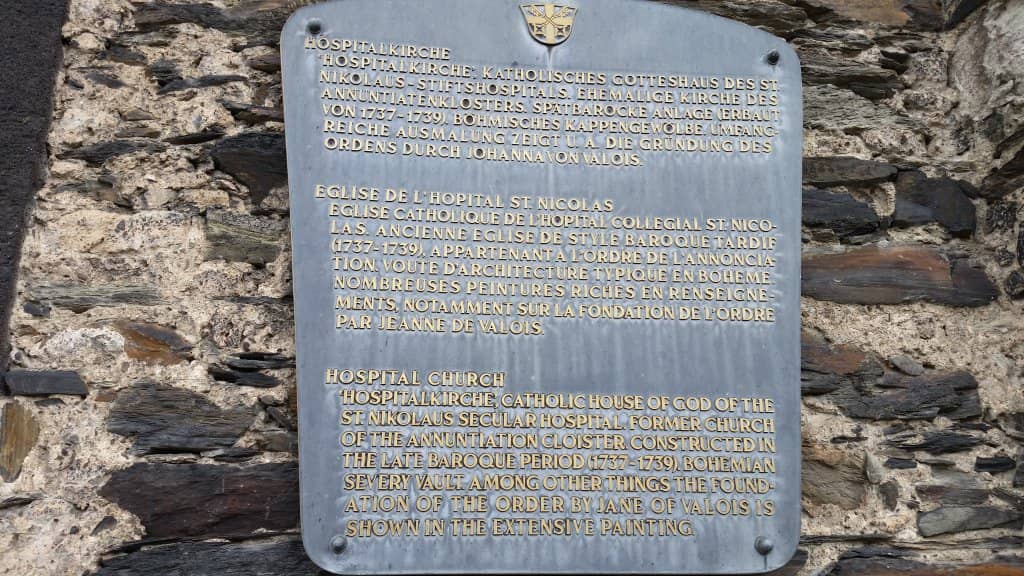 HOSPITALKIRCHE
"HOSPITALKIRCHE", KATHOLISCHES GOTTESHAUS DES ST.
NIKOLAUS-STIFTSHOSPITALS. EHEMALIGE KIRCHE DES
ANNUNTIATENKLOSTERS. SPÄTBAROCKE ANLAGE (ERBAUT
VON 1737-1739). BÖHMISCHES KAPPENGEWÖLBE. UMFANG-
REICHE AUSMALUNG ZEIGT U. A. DIE GRÜNDUNG DES
ORDENS DURCH JOHANNA VON VALOIS.
EGLISE DE L'HOPITAL ST. NICOLAS
EGLISE CATHOLIQUE DE L'HOPITAL COLLEGIAL ST. NICO-
LAS. ANCIENNE EGLISE DE STYLE BAROQUE TARDIF
(1737-1739), APPARTENANT A L'ORDRE DE L'ANNONCIA-
TION. VOUTE D'ARCHITECTURE TYPIQUE EN BOHEME.
NOMBREUSES PEINTURES RICHES EN RENSEIGNE-
MENTS, NOTAMMENT SUR LA FONDATION DE L'ORDRE
PAR JEANNE DE VALOIS.
HOSPITAL CHURCH
"HOSPITALKIRCHE", CATHOLIC HOUSE OF GOD OF THE
ST. NIKOLAUS SECULAR HOSPITAL. FORMER CHURCH
OF THE ANNUNTIATION CLOISTER. CONSTRUCTED IN
THE LATE BAROQUE PERIOD (1737-1739). BOHEMIAN
SEVERY VAULT. AMONG OTHER THINGS THE FOUND-
ATION OF THE ORDER BY JANE OF VALOIS IS
SHOWN IN THE EXTENSIVE PAINTING.